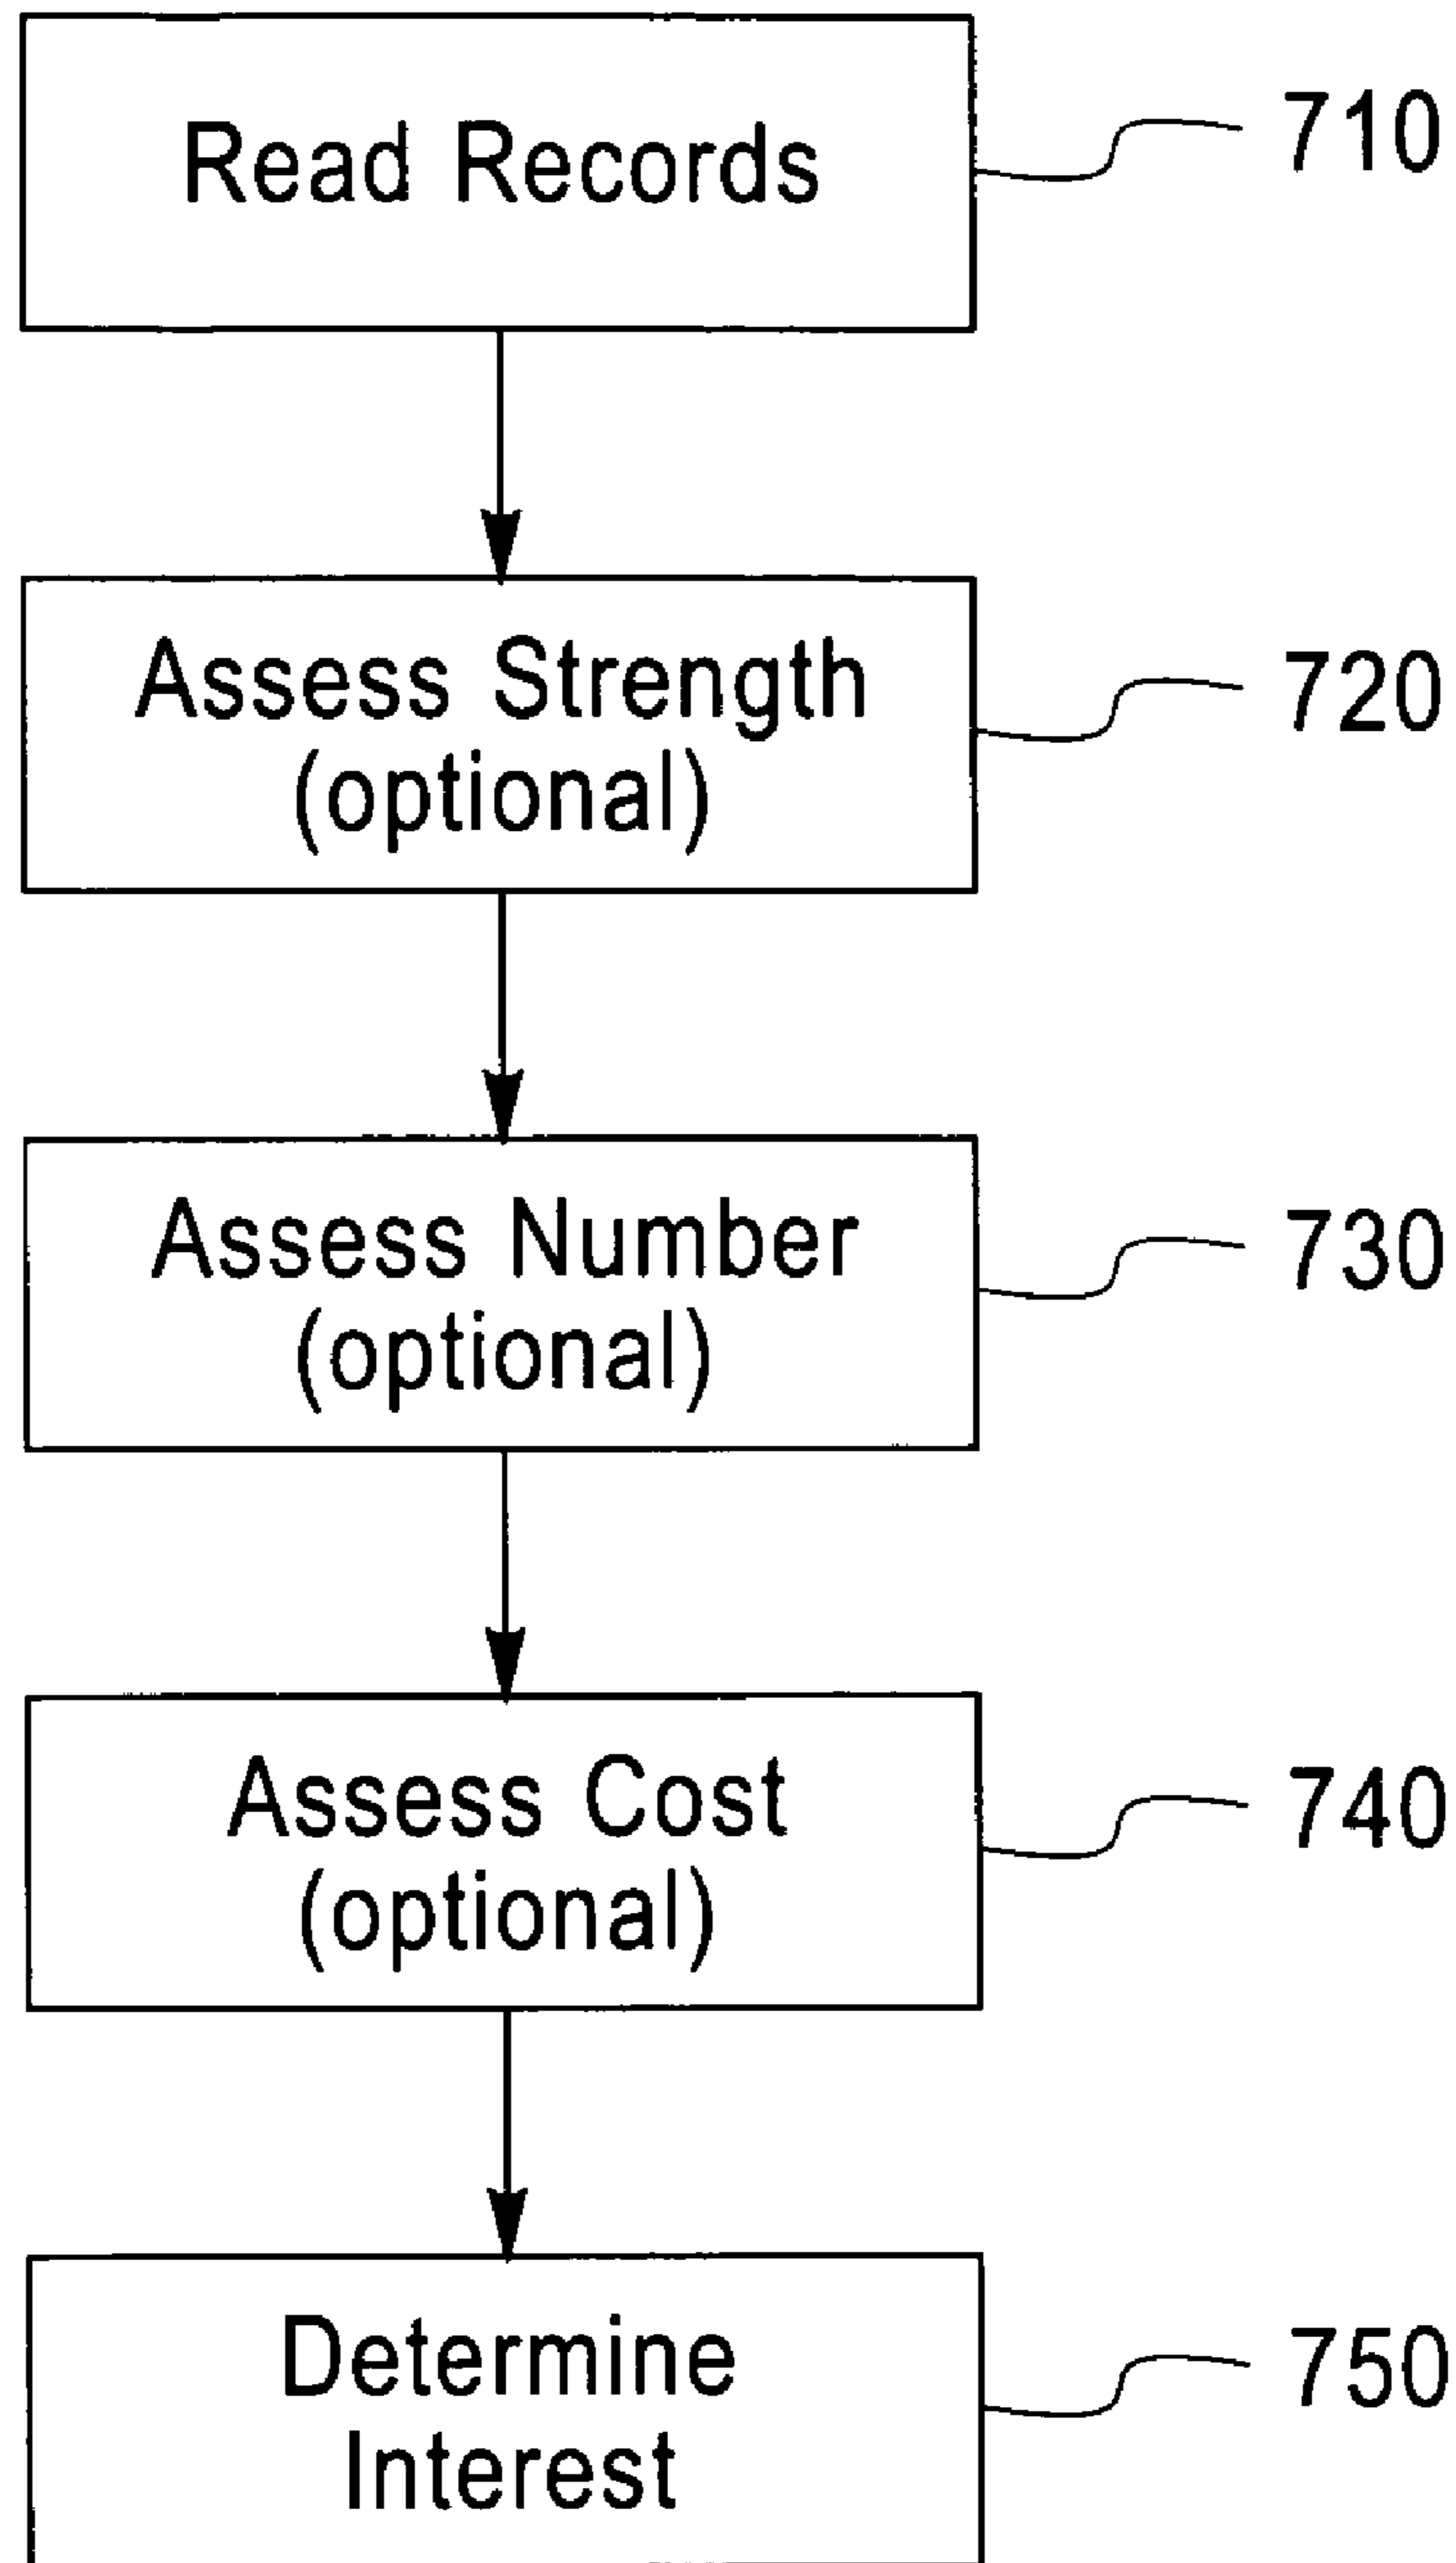 Read Records
710
Assess Strength
(optional)
720
Assess Number
(optional)
730
Assess Cost
(optional)
740
Determine
Interest
750